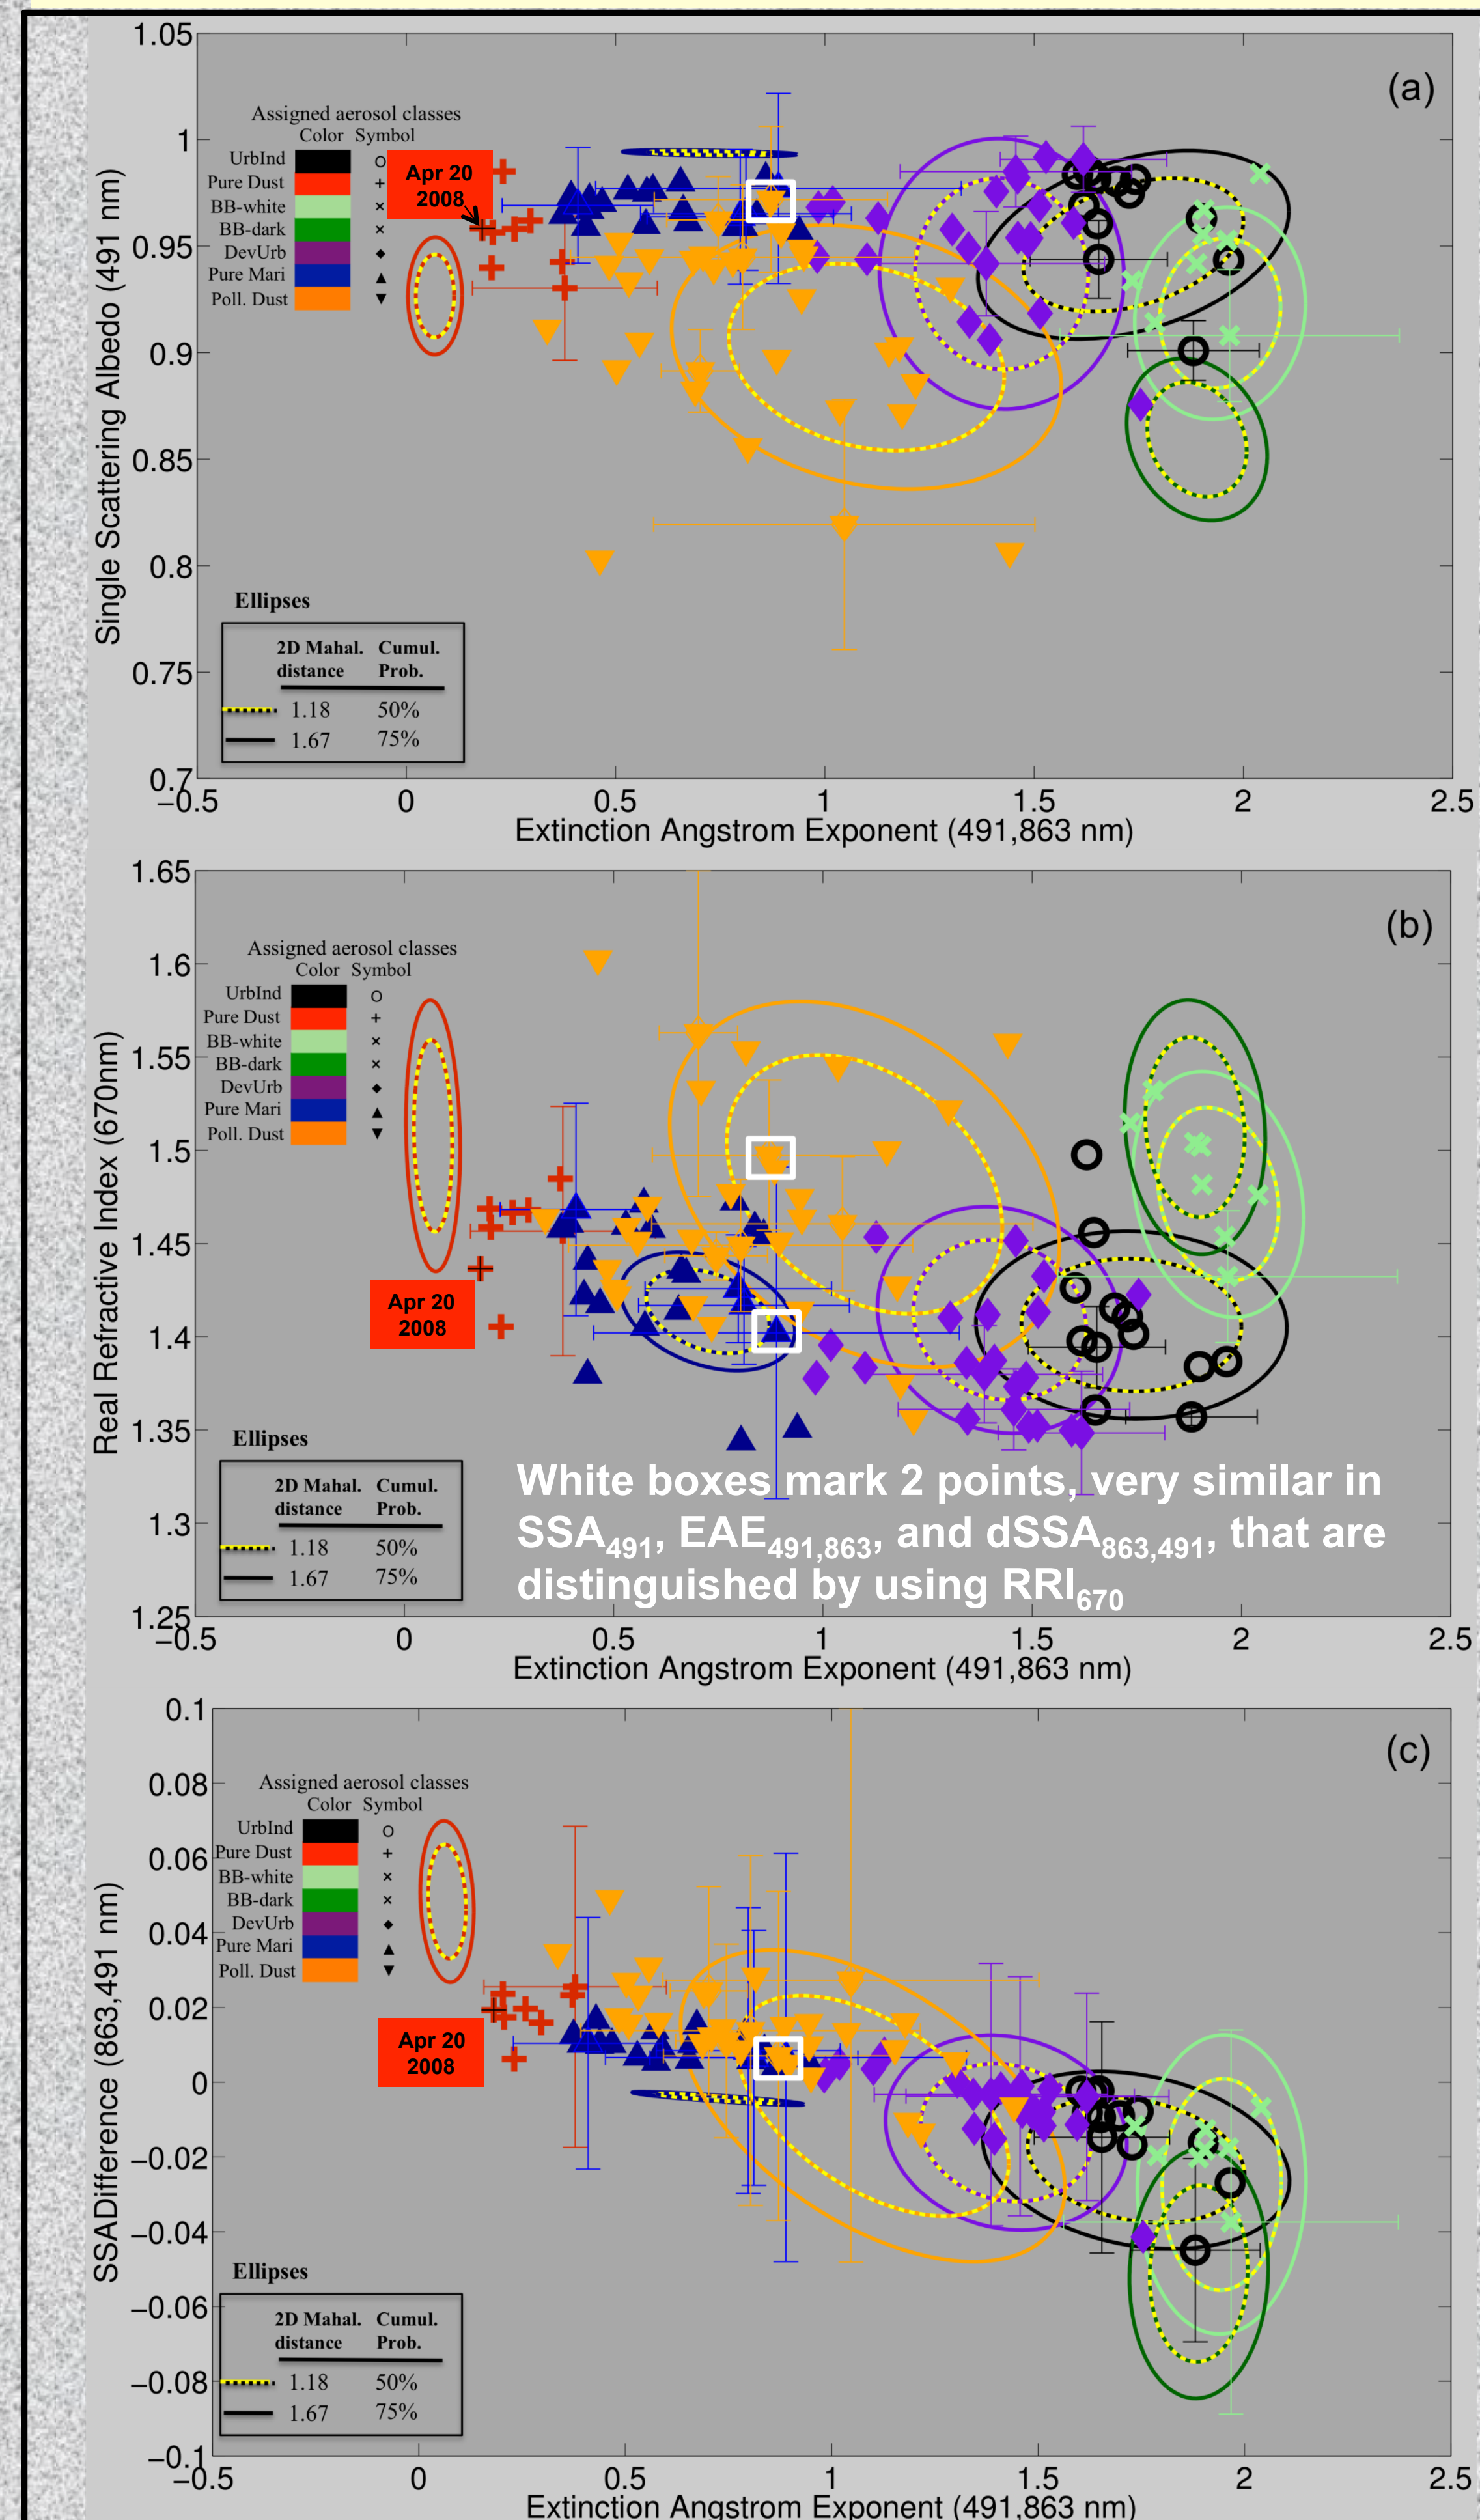 (a)
1.05
1
0.95
0.9
0.85
0.8
0.75
0.7
Single Scattering Albedo (491 nm)
Assigned aerosol classes
Color Symbol
UrbInd
Pure Dust
BB-white
BB-dark
DevUrb
Pure Mari
Poll. Dust
Apr 20
2008
Ellipses
2D Mahal. Cumul.
distance Prob.
1.18 50%
1.67 75%
−0.5 0 0.5 1 1.5 2 2.5
Extinction Angstrom Exponent (491,863 nm)
(b)
1.65
1.6
1.55
1.5
1.45
1.4
1.35
1.3
1.25
Real Refractive Index (670nm)
Assigned aerosol classes
Color Symbol
UrbInd
Pure Dust
BB-white
BB-dark
DevUrb
Pure Mari
Poll. Dust
Apr 20
2008
Ellipses
2D Mahal. Cumul.
distance Prob.
1.18 50%
1.67 75%
White boxes mark 2 points, very similar in
SSA491, EAE491,863, and dSSA863,491, that are
distinguished by using RRI670
−0.5 0 0.5 1 1.5 2 2.5
Extinction Angstrom Exponent (491,863 nm)
(c)
0.1
0.08
0.06
0.04
0.02
0
−0.02
−0.04
−0.06
−0.08
−0.1
SSADifference (863,491 nm)
Assigned aerosol classes
Color Symbol
UrbInd
Pure Dust
BB-white
BB-dark
DevUrb
Pure Mari
Poll. Dust
Apr 20
2008
Ellipses
2D Mahal. Cumul.
distance Prob.
1.18 50%
1.67 75%
−0.5 0 0.5 1 1.5 2 2.5
Extinction Angstrom Exponent (491,863 nm)